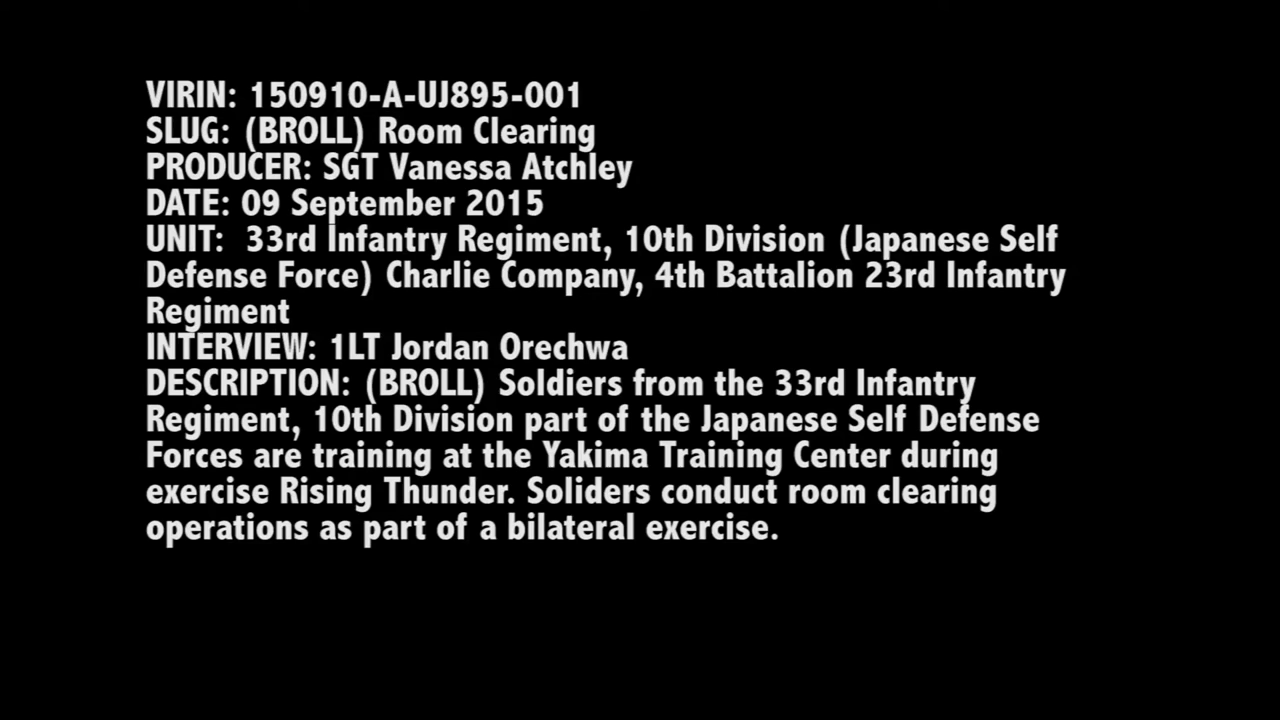 VIRIN: 150910-A-UJ895-001
SLUG: (BROLL) Room Clearing
PRODUCER: SGT Vanessa Atchley
DATE: 09 September 2015
UNIT:  33rd Infantry Regiment, 10th Division (Japanese Self
Defense Force) Charlie Company, 4th Battalion 23rd Infantry
Regiment
INTERVIEW: 1LT Jordan Orechwa
DESCRIPTION: (BROLL) Soldiers from the 33rd Infantry
Regiment, 10th Division part of the Japanese Self Defense
Forces are training at the Yakima Training Center during
exercise Rising Thunder. Soliders conduct room clearing
operations as part of a bilateral exercise.